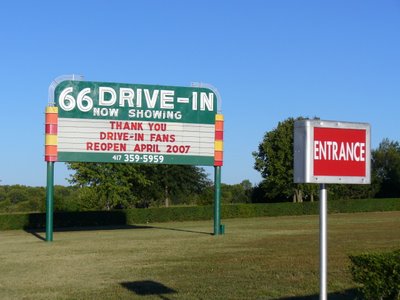 66 DRIVE-IN
NOW SHOWING
THANK YOU
DRIVE-IN FANS
REOPEN APRIL 2007
417 359-5959
ENTRANCE